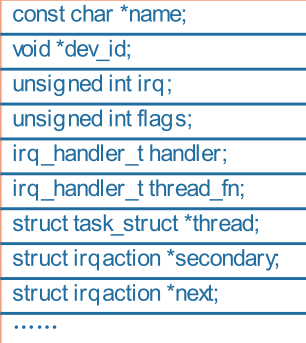 const char *name;
void *dev_id;
unsigned int irq;
unsigned int flags;
irq_handler_t handler;
irq_handler_t thread_fn;
struct task_struct *thread;
struct irqaction *secondary;
struct irqaction *next;
……